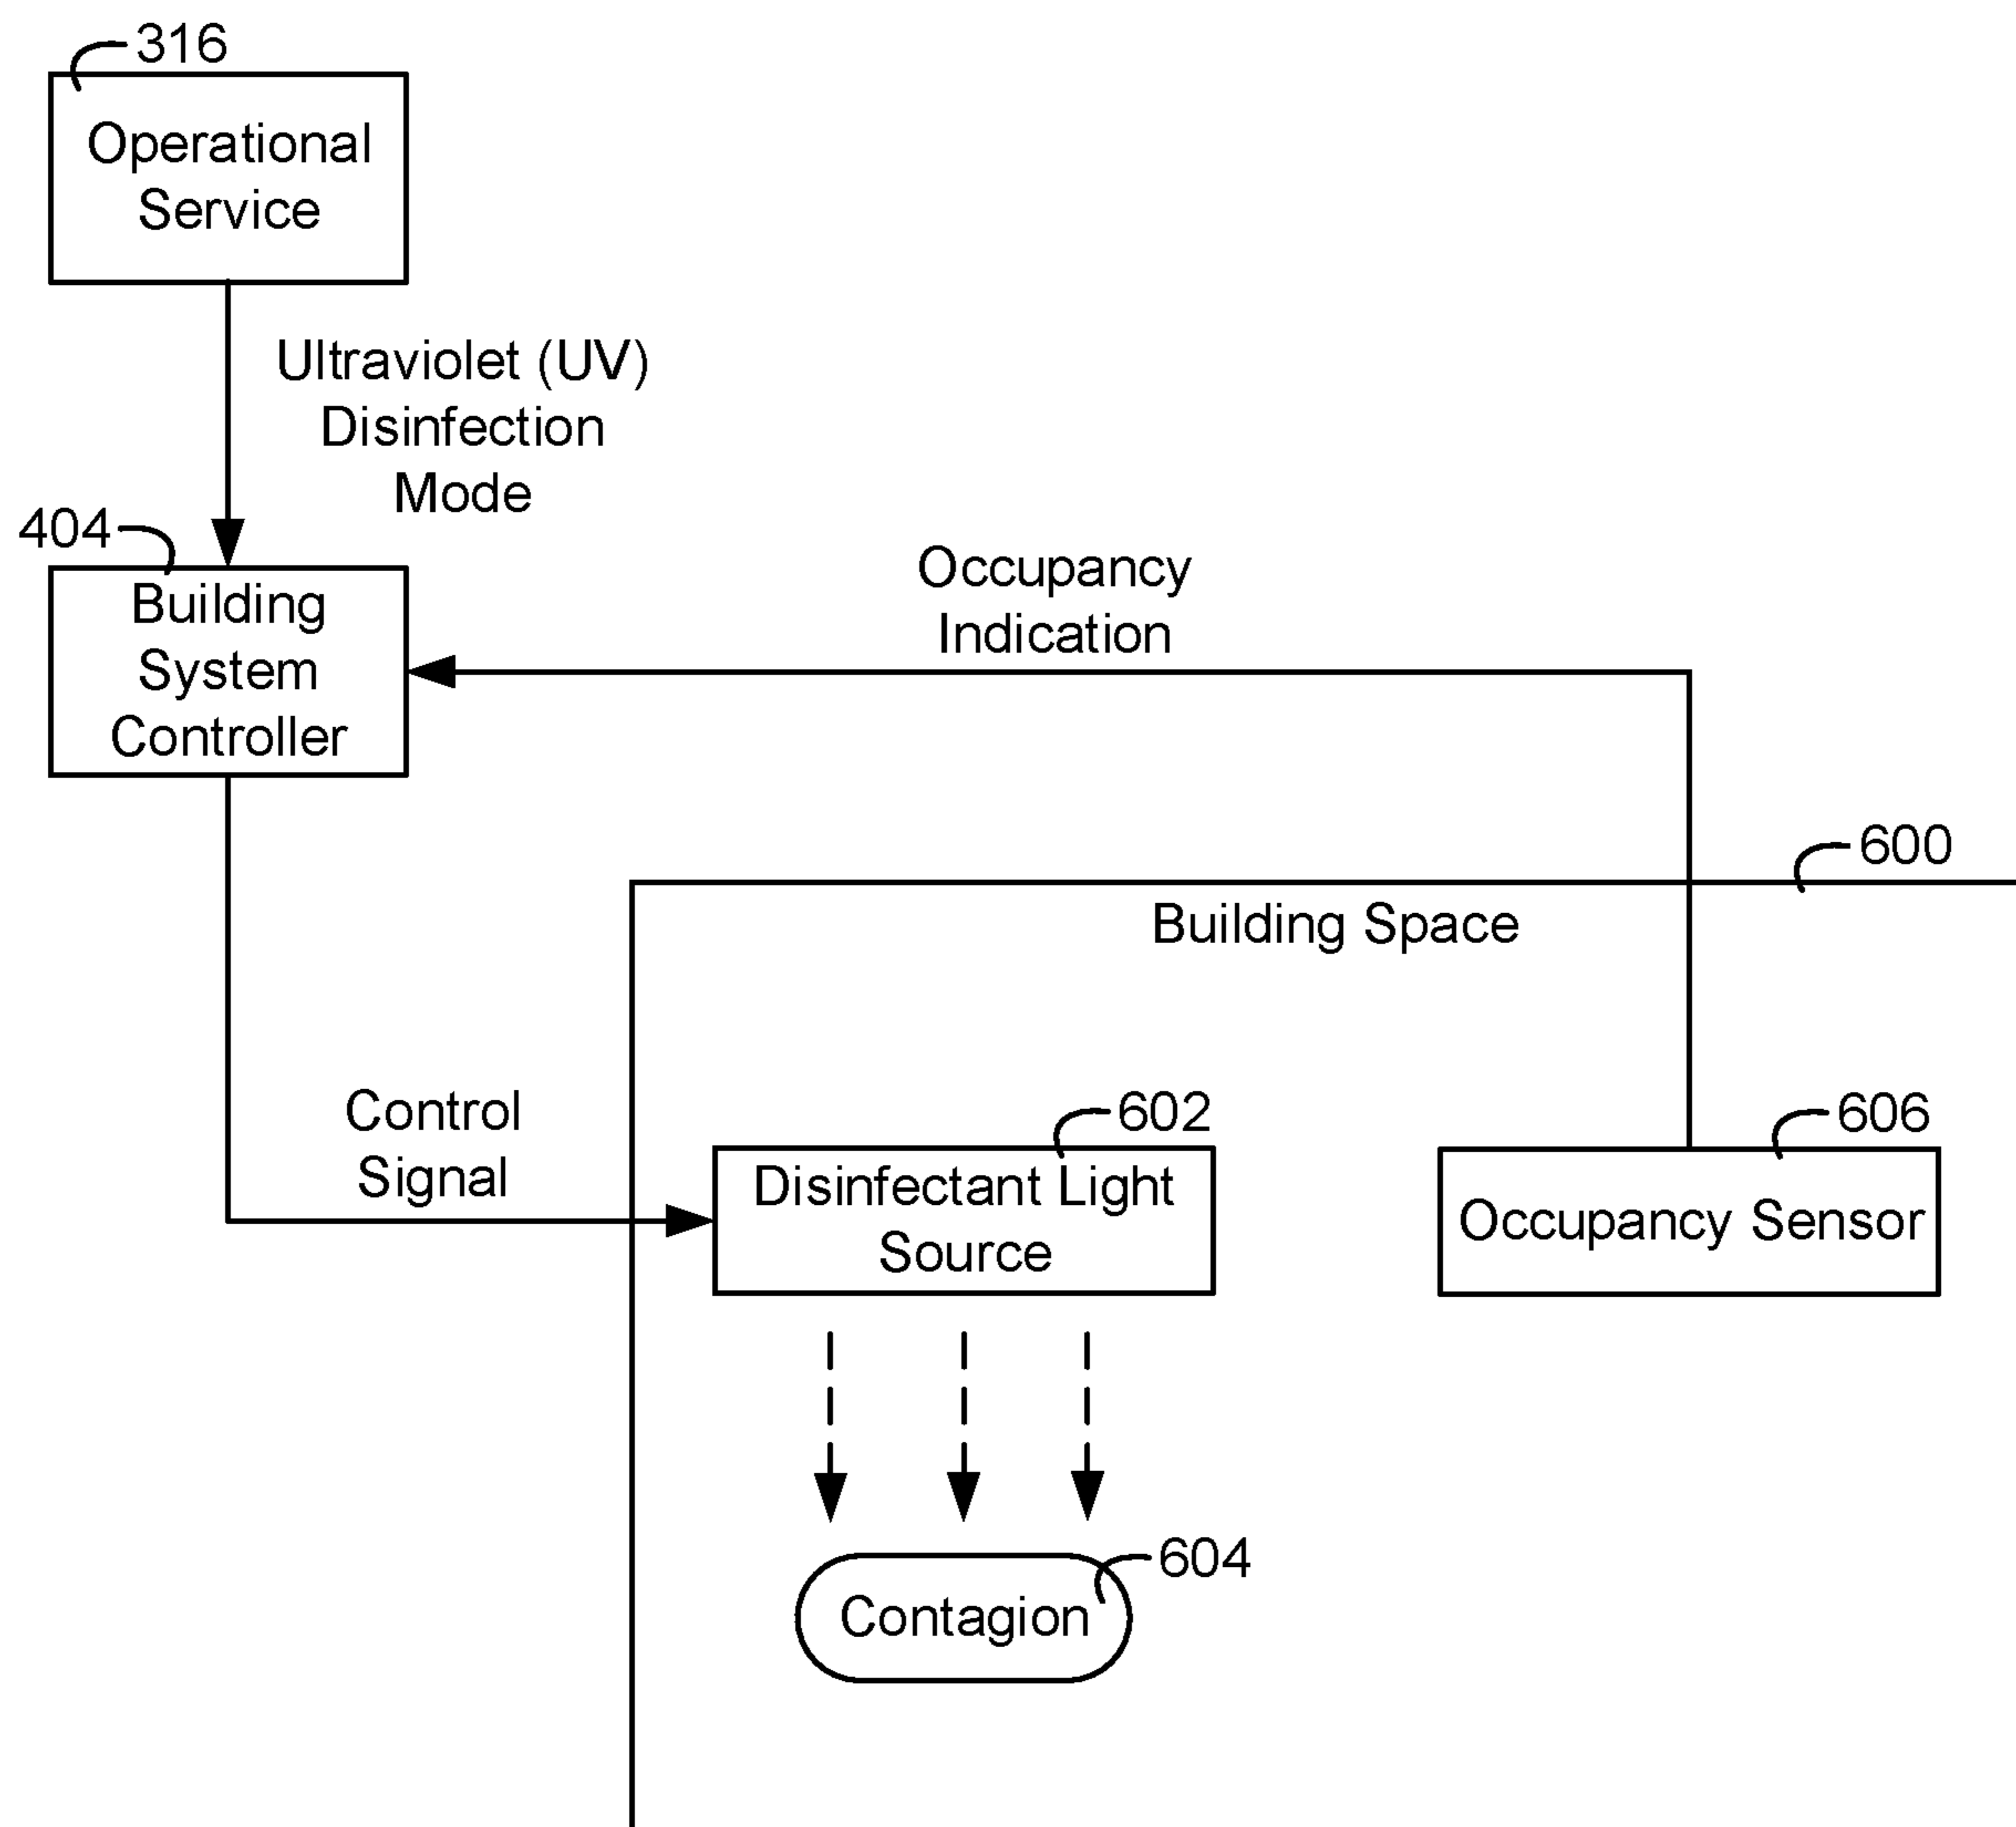 316
Operational
Service
Ultraviolet (UV)
Disinfection
Mode
404
Building
System
Controller
Occupancy
Indication
600
Building Space
Control
Signal
602
Disinfectant Light
Source
606
Occupancy Sensor
604
Contagion